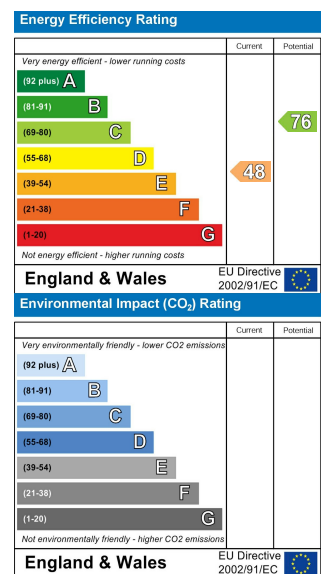 Energy Efficiency Rating
Current Potential
Very energy efficient - lower running costs
(92 plus) A
(81-91) B
(69-80) C
(55-68) D
(39-54) E
(21-38) F
(1-20) G
48
76
Not energy efficient - higher running costs
England & Wales
EU Directive
2002/91/EC
Environmental Impact (CO₂) Rating
Current Potential
Very environmentally friendly - lower CO2 emissions
(92 plus) A
(81-91) B
(69-80) C
(55-68) D
(39-54) E
(21-38) F
(1-20) G
Not environmentally friendly - higher CO2 emissions
England & Wales
EU Directive
2002/91/EC